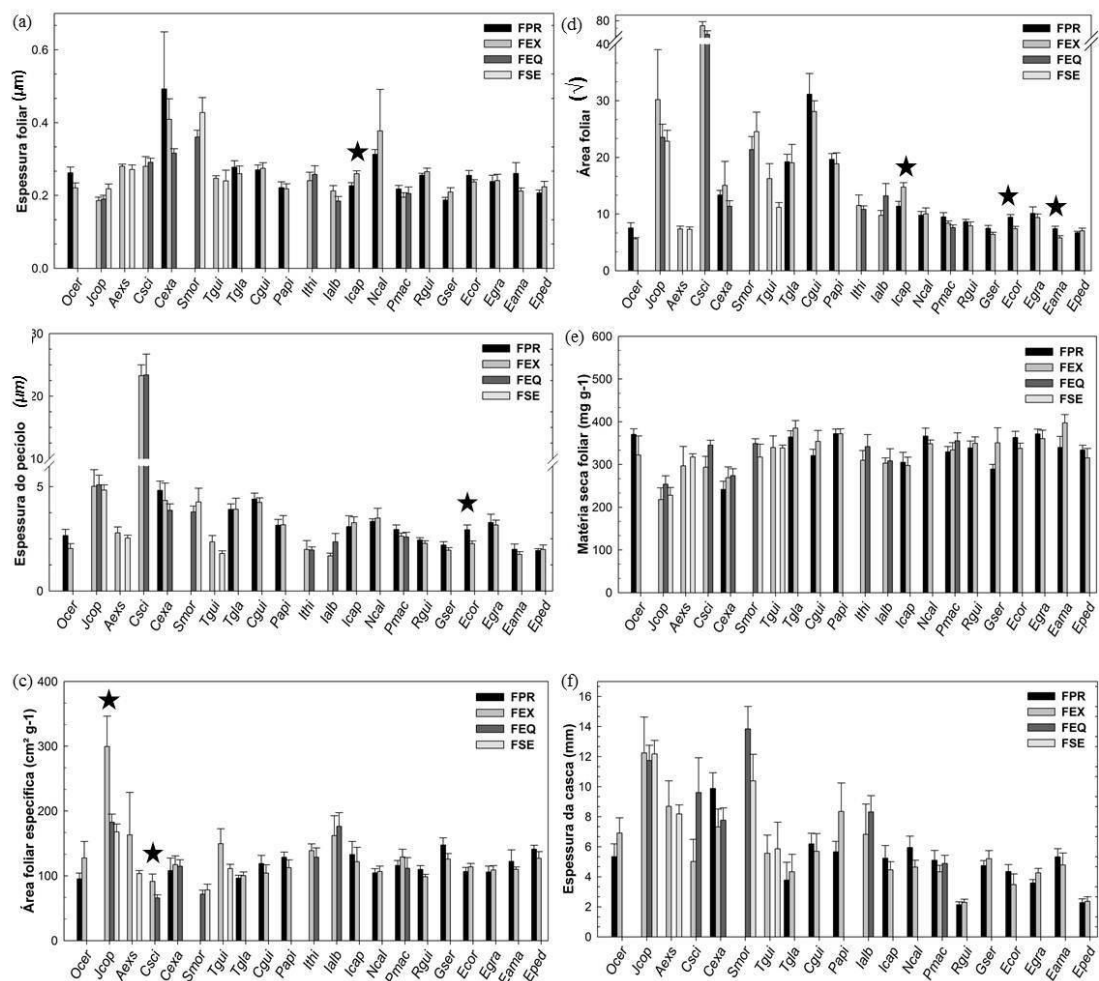 (a)
Espessura foliar (µm)
0.6
0.4
0.2
0.0
FPR
FEX
FEQ
FSE
Ocer Jcop Aexs Csci Cexa Smor Tgui Tgla Cgui Papi Ithi Ialb Icap Ncal Pmac Rgui Gser Ecor Egra Eama Eped
(d)
Área foliar (√)
80
40
30
20
10
0
FPR
FEX
FEQ
FSE
Ocer Jcop Aexs Csci Cexa Smor Tgui Tgla Cgui Papi Ithi Ialb Icap Ncal Pmac Rgui Gser Ecor Egra Eama Eped
Espessura do peciolo (µm)
30
20
10
5
0
FPR
FEX
FEQ
FSE
Ocer Jcop Aexs Csci Cexa Smor Tgui Tgla Cgui Papi Ithi Ialb Icap Ncal Pmac Rgui Gser Ecor Egra Eama Eped
(e)
Matéria seca foliar (mg g-1)
600
500
400
300
200
100
0
FPR
FEX
FEQ
FSE
Ocer Jcop Aexs Csci Cexa Smor Tgui Tgla Cgui Papi Ithi Ialb Icap Ncal Pmac Rgui Gser Ecor Egra Eama Eped
(c)
Área foliar específica (cm² g-1)
400
300
200
100
0
FPR
FEX
FEQ
FSE
Ocer Jcop Aexs Csci Cexa Smor Tgui Tgla Cgui Papi Ithi Ialb Icap Ncal Pmac Rgui Gser Ecor Egra Eama Eped
(f)
Espessura da casca (mm)
16
14
12
10
8
6
4
2
0
FPR
FEX
FEQ
FSE
Ocer Jcop Aexs Csci Cexa Smor Tgui Tgla Cgui Papi Ialb Icap Ncal Pmac Rgui Gser Ecor Egra Eama Eped